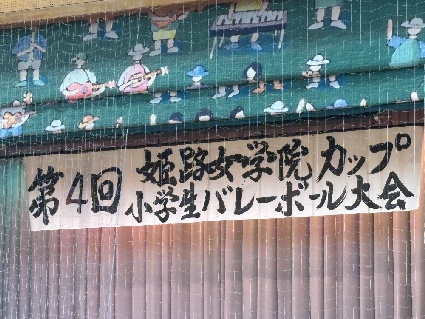 第4回 姫路女学院カップ
小学生バレーボール大会